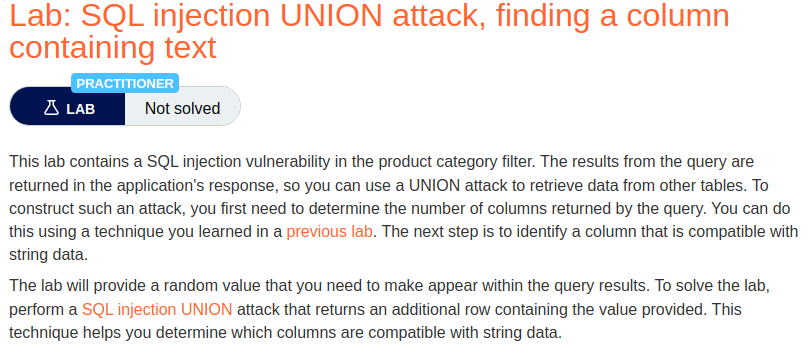 Lab: SQL injection UNION attack, finding a column
containing text
PRACTITIONER
LAB
Not solved
This lab contains a SQL injection vulnerability in the product category filter. The results from the query are
returned in the application's response, so you can use a UNION attack to retrieve data from other tables. To
construct such an attack, you first need to determine the number of columns returned by the query. You can do
this using a technique you learned in a previous lab. The next step is to identify a column that is compatible with
string data.
The lab will provide a random value that you need to make appear within the query results. To solve the lab,
perform a SQL injection UNION attack that returns an additional row containing the value provided. This
technique helps you determine which columns are compatible with string data.